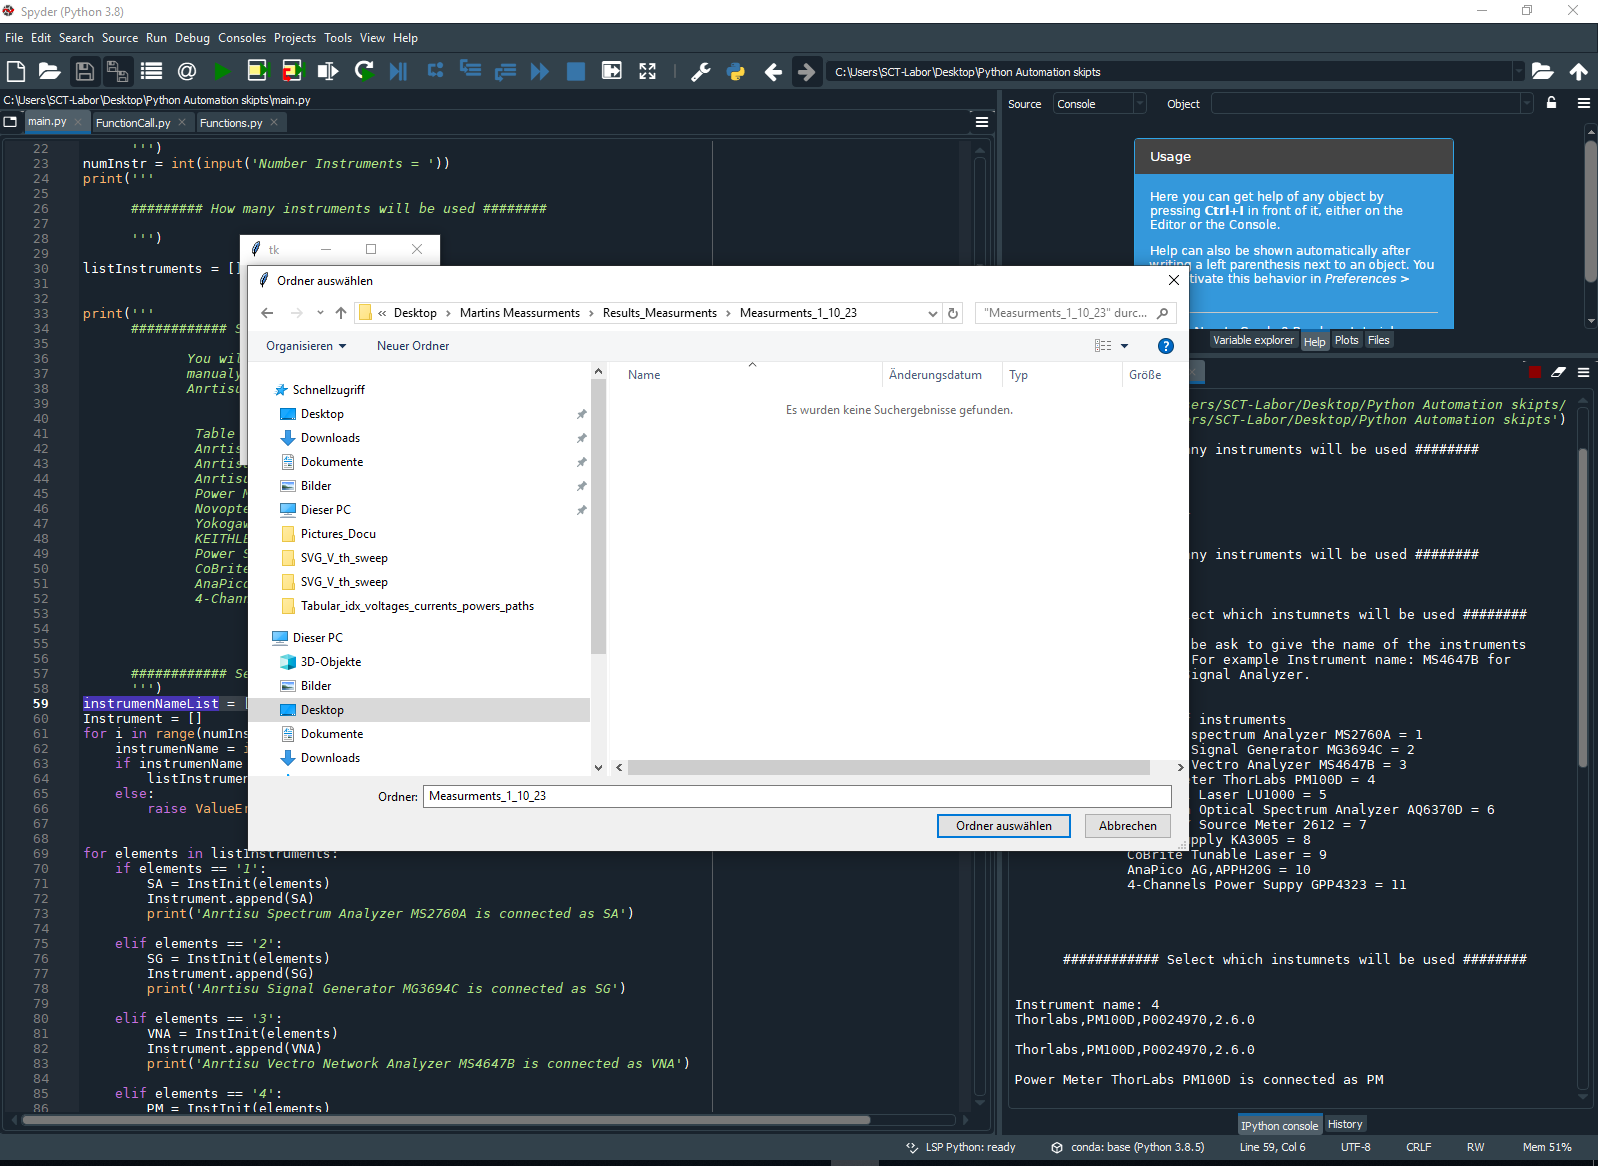 Spyder (Python 3.8)
File Edit Search Source Run Debug Consoles Projects Tools View Help
C:\Users\SCT-Labor\Desktop\Python Automation skipts
C:\Users\SCT-Labor\Desktop\Python Automation skipts\main.py
main.py FunctionCall.py Functions.py
22 ''')
23 numInstr = int(input('Number Instruments = '))
24 print('''
25
26 ######### How many instruments will be used ########
27
28 ''')
29
30 listInstruments = []
31
32
33 print('''
34 ############ S
35
36 You wil
37 manualy
38 Anrtisu
39
40
41 Table
42 Anrtis
43 Anrtis
44 Anrtisu
45 Power M
46 Novopte
47 Yokogaw
48 KEITHLE
49 Power S
50 CoBrite
51 AnaPico
52 4-Chann
53
54
55
56
57 ############ Se
58 ''')
59 instrumenNameList = [
60 Instrument = []
61 for i in range(numIns
62 instrumenName = i
63 if instrumenName
64 listInstrumen
65 else:
66 raise ValueEr
67
68
69 for elements in listInstruments:
70 if elements == '1':
71 SA = InstInit(elements)
72 Instrument.append(SA)
73 print('Anrtisu Spectrum Analyzer MS2760A is connected as SA')
74
75 elif elements == '2':
76 SG = InstInit(elements)
77 Instrument.append(SG)
78 print('Anrtisu Signal Generator MG3694C is connected as SG')
79
80 elif elements == '3':
81 VNA = InstInit(elements)
82 Instrument.append(VNA)
83 print('Anrtisu Vectro Network Analyzer MS4647B is connected as VNA')
84
85 elif elements == '4':
86 PM = InstInit(elements)
tk
Ordner auswählen
« Desktop › Martins Meassurments › Results_Measurments › Measurments_1_10_23
"Measurments_1_10_23" durc...
Organisieren Neuer Ordner
Schnellzugriff
Desktop
Downloads
Dokumente
Bilder
Dieser PC
Pictures_Docu
SVG_V_th_sweep
SVG_V_th_sweep
Tabular_idx_voltages_currents_powers_paths
Dieser PC
3D-Objekte
Bilder
Desktop
Dokumente
Downloads
Name Änderungsdatum Typ Größe
Es wurden keine Suchergebnisse gefunden.
Ordner: Measurments_1_10_23
Ordner auswählen Abbrechen
Source Console Object
Usage
Here you can get help of any object by
pressing Ctrl+I in front of it, either on the
Editor or the Console.
Help can also be shown automatically after
writing a left parenthesis next to an object. You
tivate this behavior in Preferences >
Variable explorer Help Plots Files
ers/SCT-Labor/Desktop/Python Automation skipts/
ers/SCT-Labor/Desktop/Python Automation skipts')
ny instruments will be used ########
ny instruments will be used ########
ect which instumnets will be used ########
be ask to give the name of the instruments
For example Instrument name: MS4647B for
ignal Analyzer.
instruments
spectrum Analyzer MS2760A = 1
Signal Generator MG3694C = 2
Vectro Analyzer MS4647B = 3
ter ThorLabs PM100D = 4
Laser LU1000 = 5
Optical Spectrum Analyzer AQ6370D = 6
Source Meter 2612 = 7
pply KA3005 = 8
CoBrite Tunable Laser = 9
AnaPico AG,APPH20G = 10
4-Channels Power Suppy GPP4323 = 11
############ Select which instumnets will be used ########
Instrument name: 4
Thorlabs,PM100D,P0024970,2.6.0
Thorlabs,PM100D,P0024970,2.6.0
Power Meter ThorLabs PM100D is connected as PM
IPython console History
LSP Python: ready conda: base (Python 3.8.5) Line 59, Col 6 UTF-8 CRLF RW Mem 51%